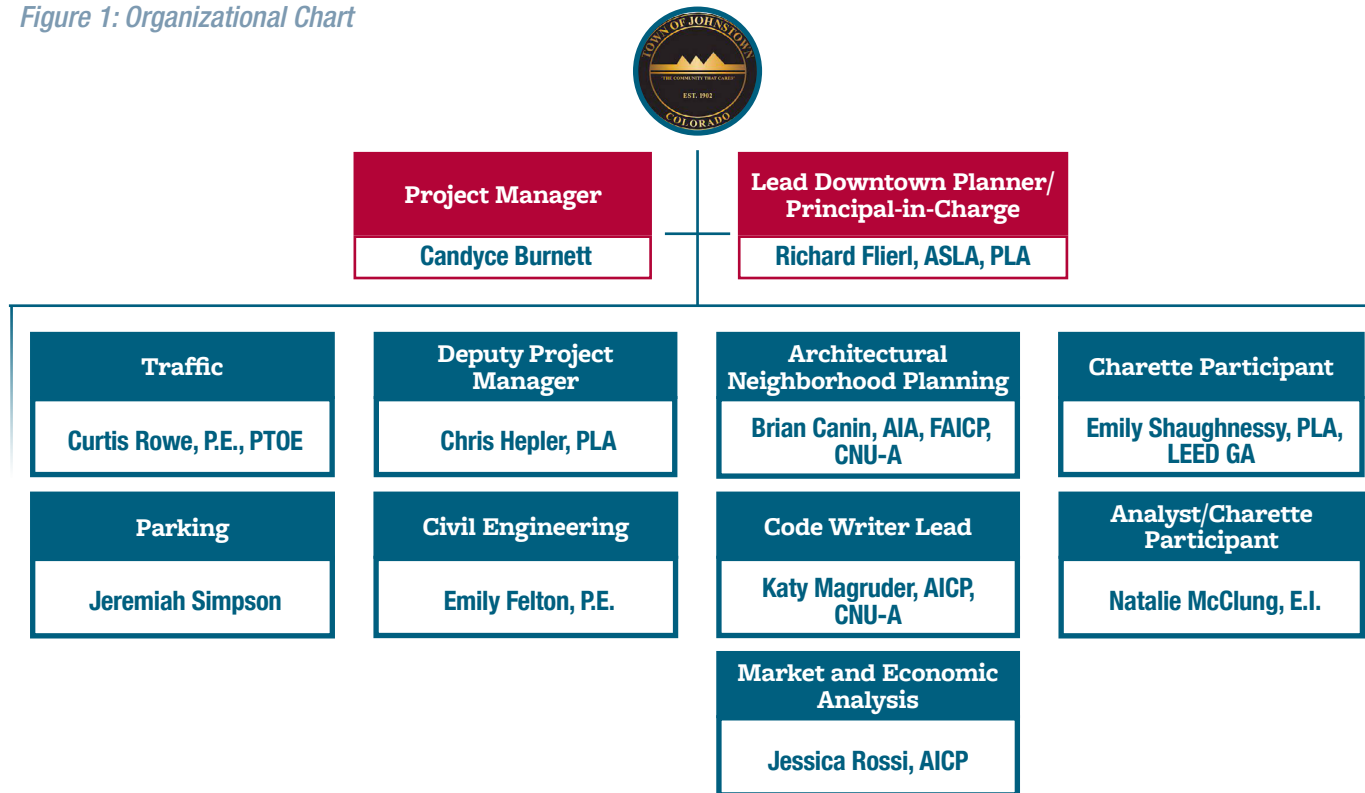 Figure 1: Organizational Chart
TOWN OF JOHNSTOWN
"THE COMMUNITY THAT CARES"
EST. 1902
COLORADO
Project Manager
Candyce Burnett
Lead Downtown Planner/
Principal-in-Charge
Richard Flierl, ASLA, PLA
Traffic
Curtis Rowe, P.E., PTOE
Deputy Project
Manager
Chris Hepler, PLA
Architectural
Neighborhood Planning
Brian Canin, AIA, FAICP,
CNU-A
Charette Participant
Emily Shaughnessy, PLA,
LEED GA
Parking
Jeremiah Simpson
Civil Engineering
Emily Felton, P.E.
Code Writer Lead
Katy Magruder, AICP,
CNU-A
Analyst/Charette
Participant
Natalie McClung, E.I.
Market and Economic
Analysis
Jessica Rossi, AICP